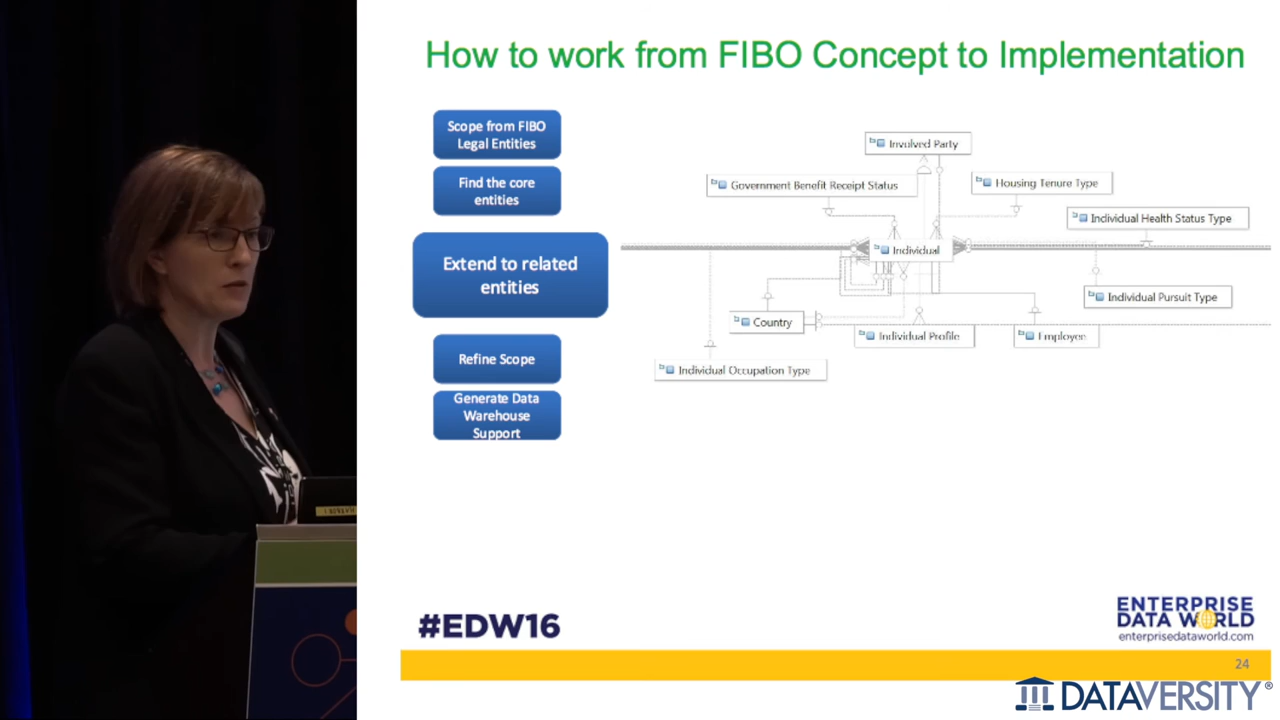 How to work from FIBO Concept to Implementation
Scope from FIBO
Legal Entities
Find the core
entities
Extend to related
entities
Refine Scope
Generate Data
Warehouse
Support
Involved Party
Government Benefit Receipt Status
Housing Tenure Type
Individual Health Status Type
Individual
Individual Pursuit Type
Country
Individual Profile
Employee
Individual Occupation Type
#EDW16
ENTERPRISE
DATA WORLD
enterprisedataworld.com
24
DATAVERSITY®